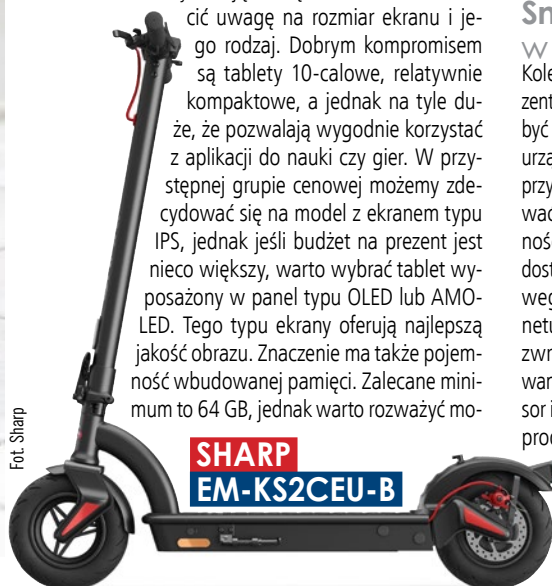 cić uwagę na rozmiar ekranu i je-
go rodzaj. Dobrym kompromisem
są tablety 10-calowe, relatywnie
kompaktowe, a jednak na tyle du-
że, że pozwalają wygodnie korzystać
z aplikacji do nauki czy gier. W przy-
stępnej grupie cenowej możemy zde-
cydować się na model z ekranem typu
IPS, jednak jeśli budżet na prezent jest
nieco większy, warto wybrać tablet wy-
posażony w panel typu OLED lub AMO-
LED. Tego typu ekrany oferują najlepszą
jakość obrazu. Znaczenie ma także pojem-
ność wbudowanej pamięci. Zalecane mini-
mum to 64 GB, jednak warto rozważyć mo-
Fot. Sharp
SHARP
EM-KS2CEU-B
Sn
w
Kole
zent
być
urzą
przy
wad
nośc
dost
weg
netu
zwr
war
sor i
prod